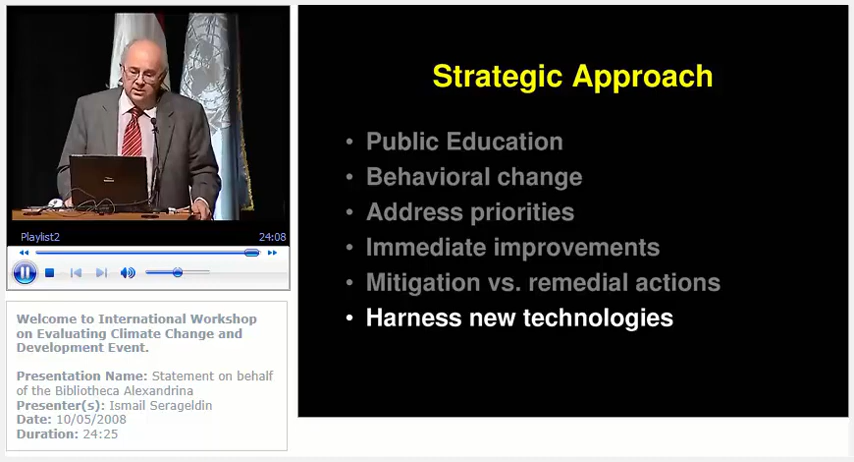 Playlist2 24:08
Welcome to International Workshop
on Evaluating Climate Change and
Development Event.
Presentation Name: Statement on behalf
of the Bibliotheca Alexandrina
Presenter(s): Ismail Serageldin
Date: 10/05/2008
Duration: 24:25
Strategic Approach
• Public Education
• Behavioral change
• Address priorities
• Immediate improvements
• Mitigation vs. remedial actions
• Harness new technologies